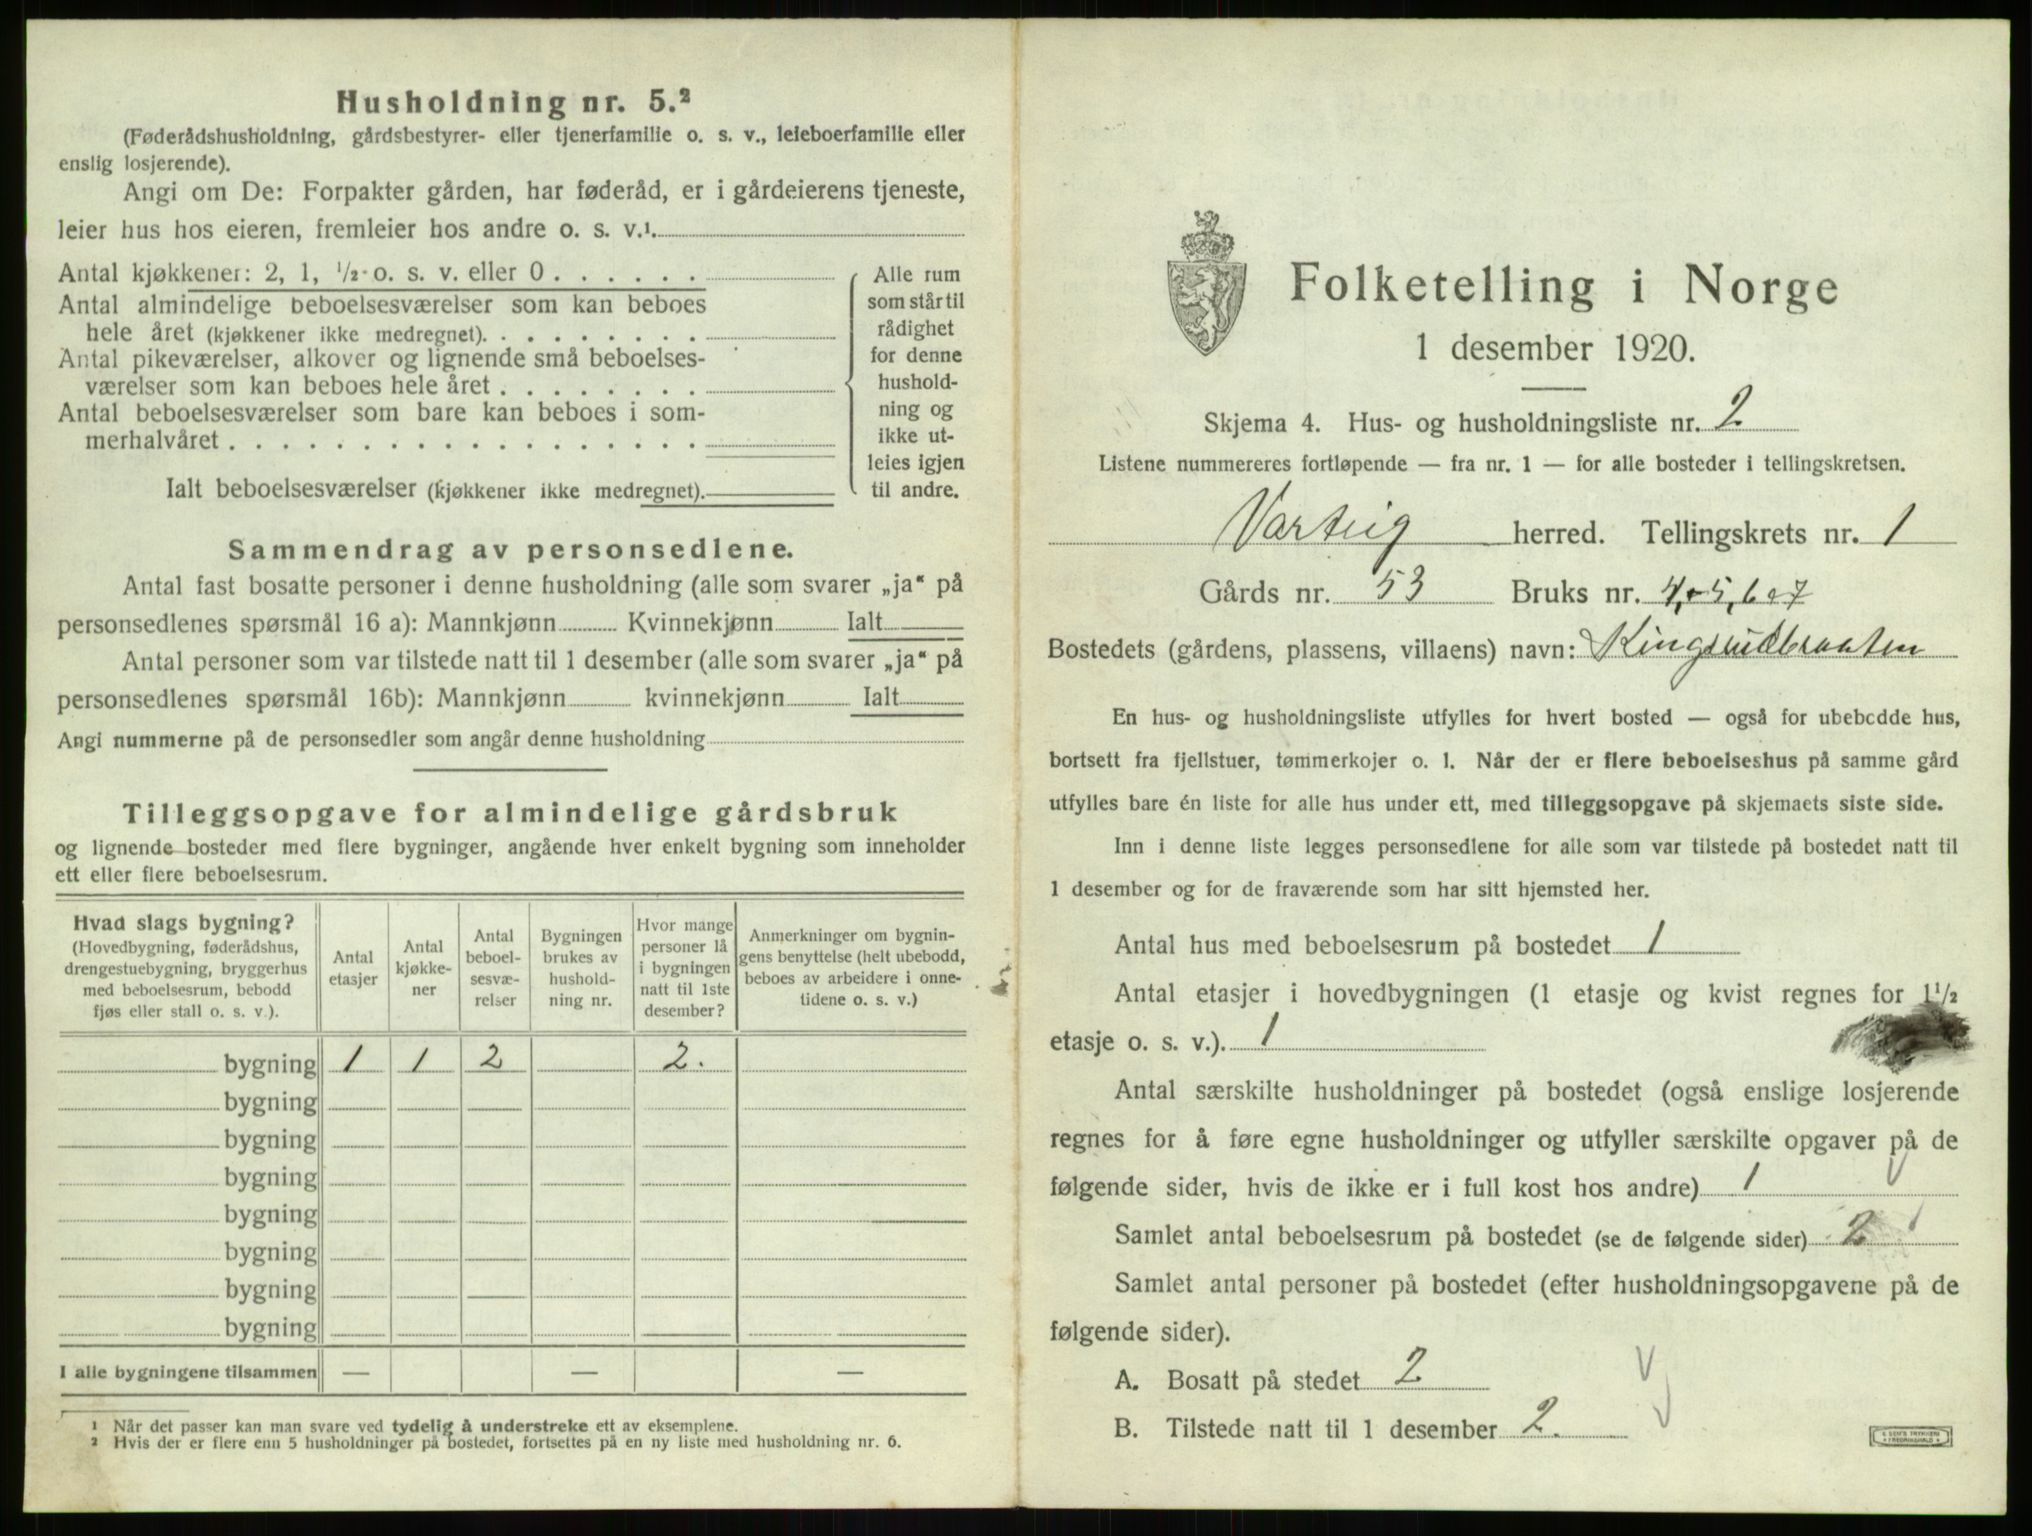 Husholdning nr. 5.²
(Føderådshusholdning, gårdsbestyrer- eller tjenerfamilie o. s. v., leieboerfamilie eller
enslig losjerende).
Angi om De: Forpakter gården, har føderåd, er i gårdeierens tjeneste,
leier hus hos eieren, fremleier hos andre o. s. v.¹.
Antal kjøkkener: 2, 1, ½ o. s. v. eller 0 . . . . . .
Antal almindelige beboelsesværelser som kan beboes
hele året (kjøkkener ikke medregnet). . . . . . . . .
Antal pikeværelser, alkover og lignende små beboelses-
værelser som kan beboes hele året . . . . . . . .
Antal beboelsesværelser som bare kan beboes i som-
merhalvåret . . . . . . . . . . . . . . . . . .
Ialt beboelsesværelser (kjøkkener ikke medregnet).
Alle rum
som står til
rådighet
for denne
hushold-
ning og
ikke ut-
leies igjen
til andre.
Sammendrag av personsedlene.
Antal fast bosatte personer i denne husholdning (alle som svarer „ja“ på
personsedlenes spørsmål 16 a): Mannkjønn Kvinnekjønn Ialt
Antal personer som var tilstede natt til 1 desember (alle som svarer „ja“ på
personsedlenes spørsmål 16b): Mannkjønn kvinnekjønn Ialt
Angi nummerne på de personsedler som angår denne husholdning
Tilleggsopgave for almindelige gårdsbruk
og lignende bosteder med flere bygninger, angående hver enkelt bygning som inneholder
ett eller flere beboelsesrum.
Hvad slags bygning?
(Hovedbygning, føderådshus,
drengestuebygning, bryggerhus
med beboelsesrum, bebodd
fjøs eller stall o. s. v.).
Antal
etasjer
Antal
kjøkke-
ner
Antal
beboel-
sesvæ-
relser
Bygningen
brukes av
hushold-
ning nr.
Hvor mange
personer lå
i bygningen
natt til 1ste
desember?
Anmerkninger om bygnin-
gens benyttelse (helt ubebodd,
beboes av arbeidere i onne-
tidene o. s. v.)
bygning 1 1 2 2.
bygning
bygning
bygning
bygning
bygning
bygning
bygning
I alle bygningene tilsammen — — —
¹ Når det passer kan man svare ved tydelig å understreke ett av eksemplene.
² Hvis der er flere enn 5 husholdninger på bostedet, fortsettes på en ny liste med husholdning nr. 6.
Folketelling i Norge
1 desember 1920.
Skjema 4. Hus- og husholdningsliste nr. 2
Listene nummereres fortløpende — fra nr. 1 — for alle bosteder i tellingskretsen.
Varteig herred. Tellingskrets nr. 1
Gårds nr. 53 Bruks nr. 4, 5, 6 o 7
Bostedets (gårdens, plassens, villaens) navn: Kingsrudbraaten
En hus- og husholdningsliste utfylles for hvert bosted — også for ubebodde hus,
bortsett fra fjellstuer, tømmerkojer o. l. Når der er flere beboelseshus på samme gård
utfylles bare én liste for alle hus under ett, med tilleggsopgave på skjemaets siste side.
Inn i denne liste legges personsedlene for alle som var tilstede på bostedet natt til
1 desember og for de fraværende som har sitt hjemsted her.
Antal hus med beboelsesrum på bostedet 1
Antal etasjer i hovedbygningen (1 etasje og kvist regnes for 1½
etasje o. s. v.). 1
Antal særskilte husholdninger på bostedet (også enslige losjerende
regnes for å føre egne husholdninger og utfyller særskilte opgaver på de
følgende sider, hvis de ikke er i full kost hos andre) 1
Samlet antal beboelsesrum på bostedet (se de følgende sider) 2
Samlet antal personer på bostedet (efter husholdningsopgavene på de
følgende sider).
A. Bosatt på stedet 2
B. Tilstede natt til 1 desember 2.